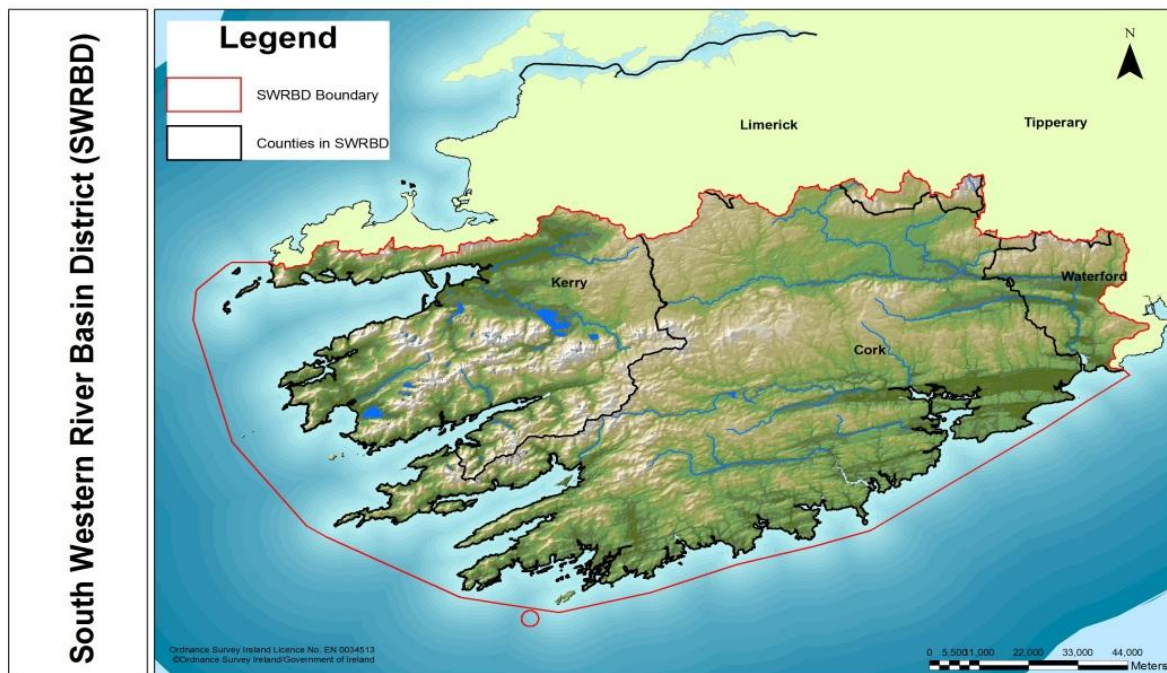 South Western River Basin District (SWRBD)
Legend
SWRBD Boundary
Counties in SWRBD
N
Limerick
Tipperary
Kerry
Waterford
Cork
Ordnance Survey Ireland Licence No. EN 0034513
©Ordnance Survey Ireland/Government of Ireland
0 5,500 11,000 22,000 33,000 44,000
Meters